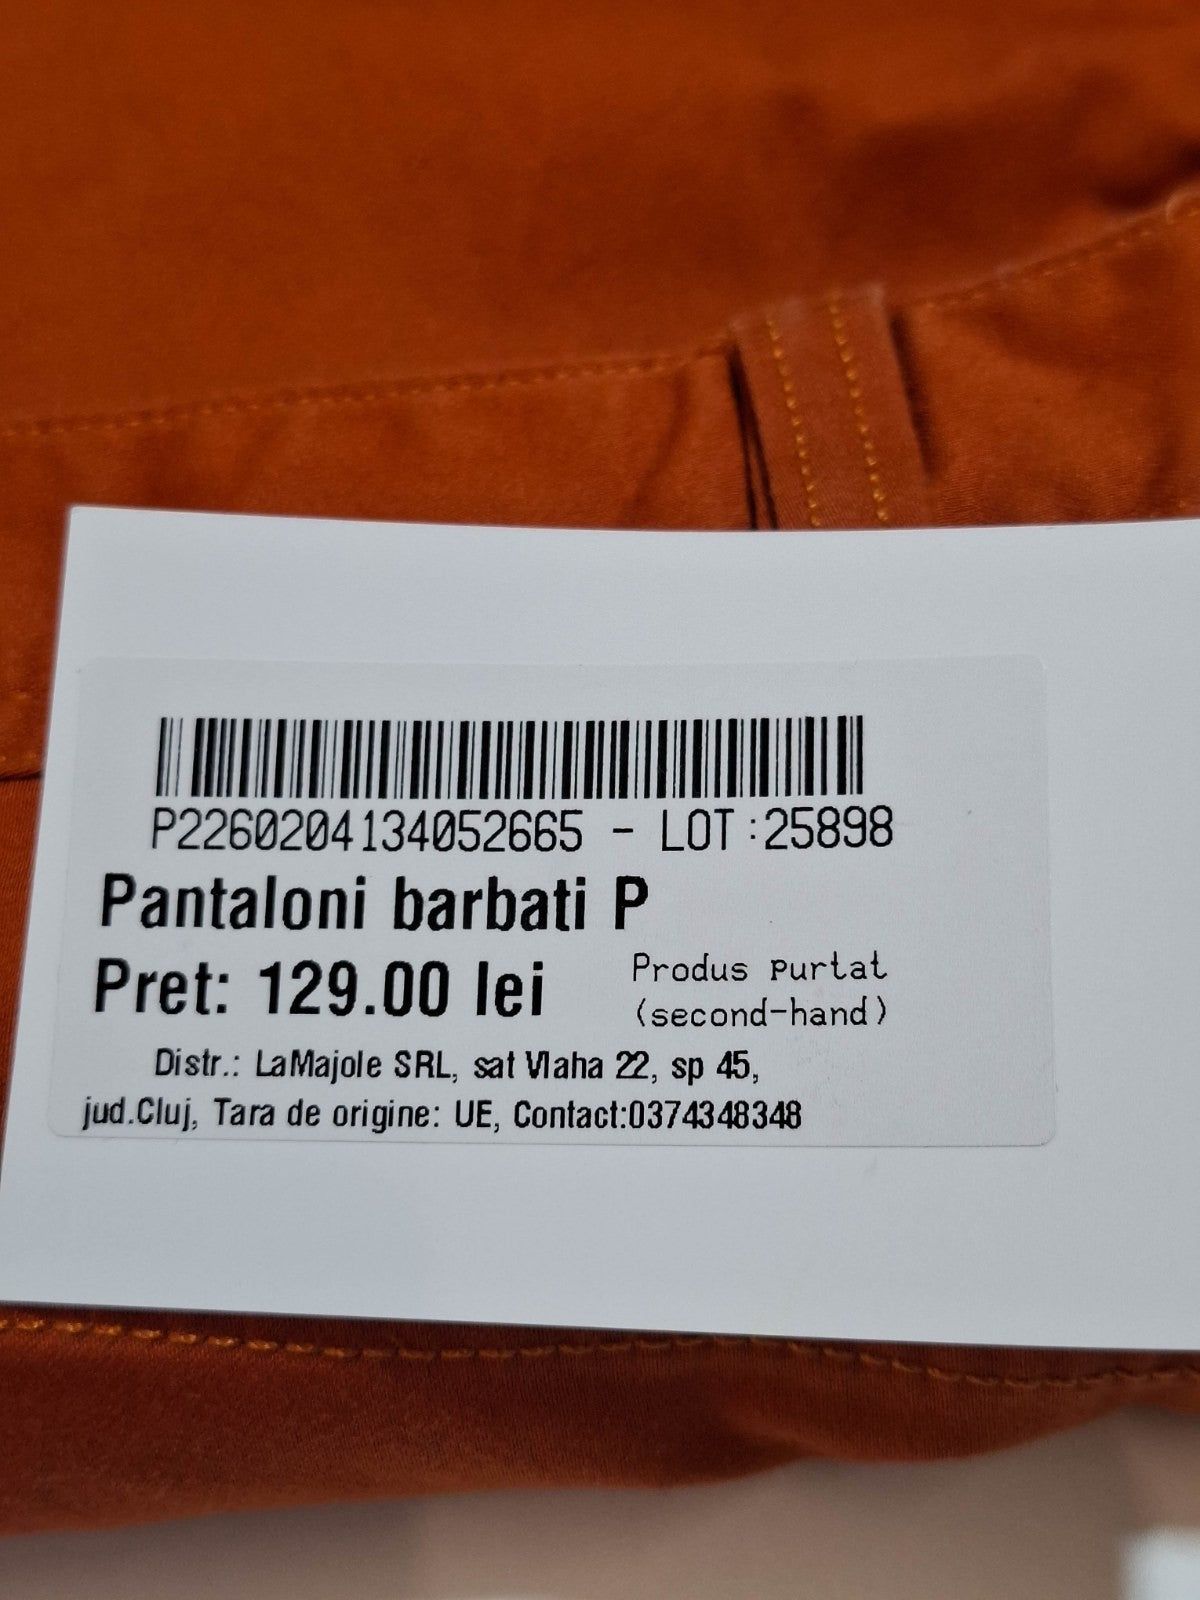 P2260204134052665 - LOT:25898
Pantaloni barbati P
Pret: 129.00 lei
Produs purtat
(second-hand)
Distr.: LaMajole SRL, sat Vlaha 22, sp 45,
jud.Cluj, Tara de origine: UE, Contact:0374348348